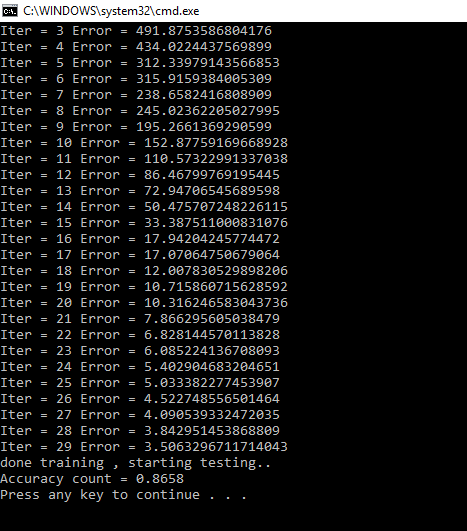 C:\WINDOWS\system32\cmd.exe
Iter = 3 Error = 491.8753586804176
Iter = 4 Error = 434.0224437569899
Iter = 5 Error = 312.33979143566853
Iter = 6 Error = 315.9159384005309
Iter = 7 Error = 238.6582416808909
Iter = 8 Error = 245.02362205027995
Iter = 9 Error = 195.2661369290599
Iter = 10 Error = 152.87759169668928
Iter = 11 Error = 110.57322991337038
Iter = 12 Error = 86.46799769195445
Iter = 13 Error = 72.94706545689598
Iter = 14 Error = 50.475707248226115
Iter = 15 Error = 33.387511000831076
Iter = 16 Error = 17.94204245774472
Iter = 17 Error = 17.07064750679064
Iter = 18 Error = 12.007830529898206
Iter = 19 Error = 10.715860715628592
Iter = 20 Error = 10.316246583043736
Iter = 21 Error = 7.866295605038479
Iter = 22 Error = 6.828144570113828
Iter = 23 Error = 6.085224136708093
Iter = 24 Error = 5.402904683204651
Iter = 25 Error = 5.033382277453907
Iter = 26 Error = 4.522748556501464
Iter = 27 Error = 4.090539332472035
Iter = 28 Error = 3.842951453868809
Iter = 29 Error = 3.5063296711714043
done training , starting testing..
Accuracy count = 0.8658
Press any key to continue . . .